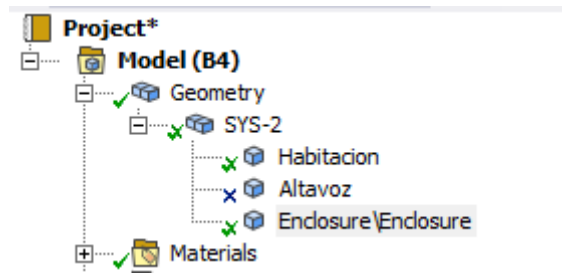 Project*
Model (B4)
Geometry
SYS-2
Habitacion
Altavoz
Enclosure\Enclosure
Materials